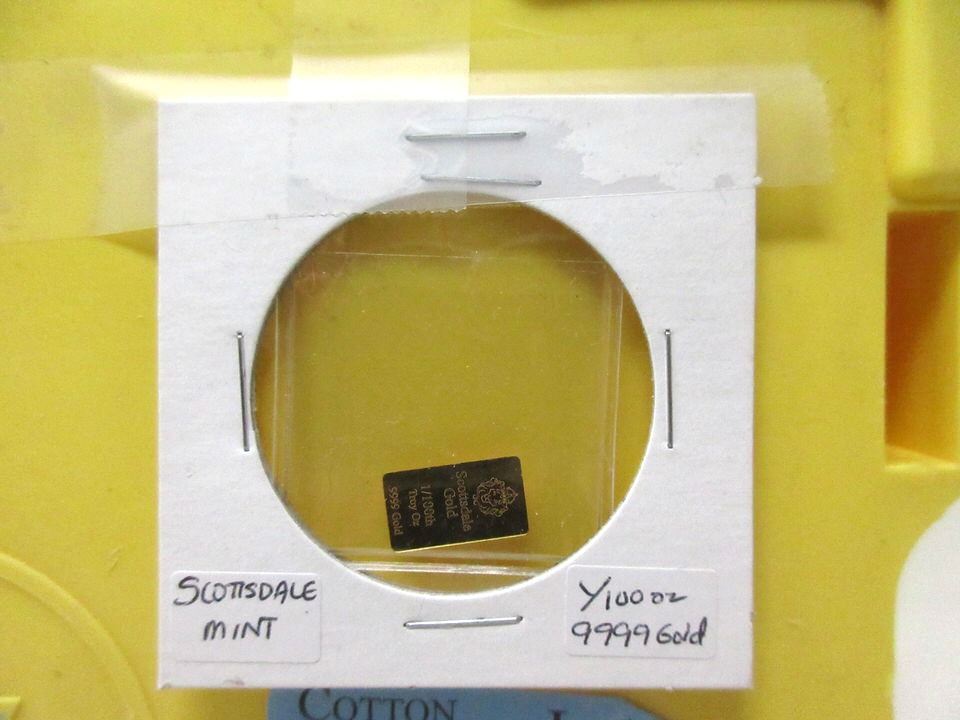 Scottsdale
Gold
1/100th
Troy Oz
9999 Gold
SCOTTSDALE
MINT
1/100 oz
9999 Gold
COTTON